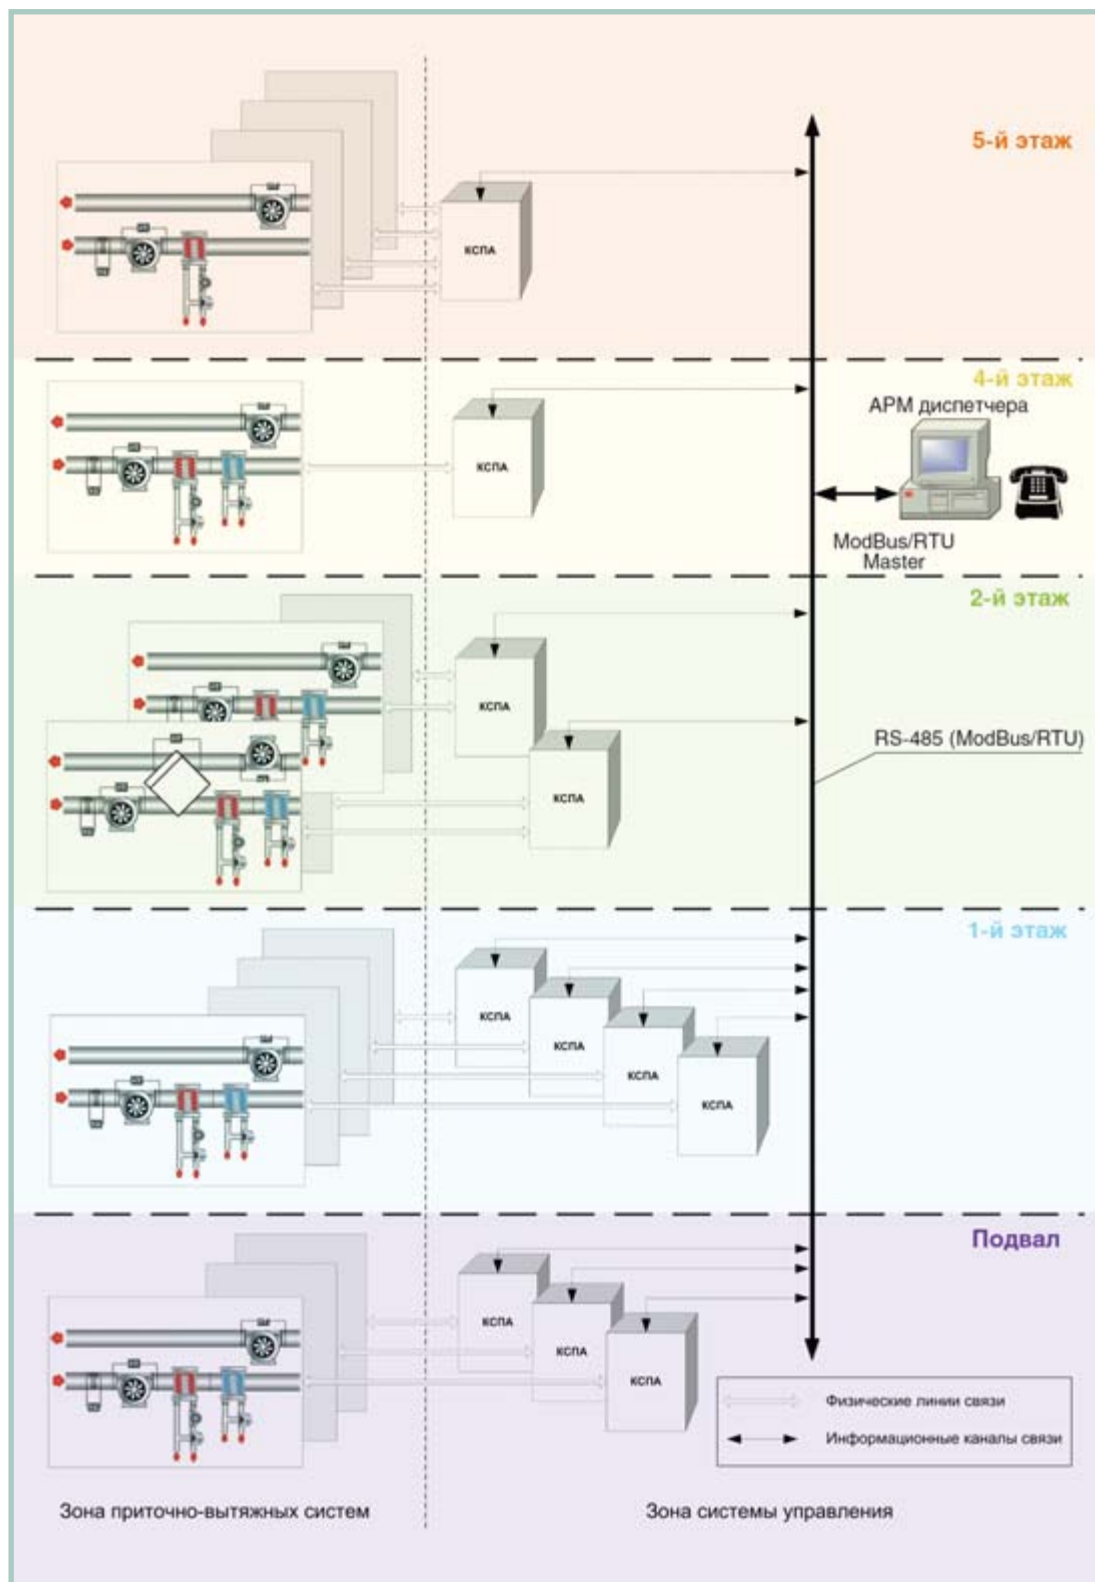 5-й этаж
КСПА
4-й этаж
АРМ диспетчера
КСПА
ModBus/RTU
Master
2-й этаж
КСПА
RS-485 (ModBus/RTU)
КСПА
1-й этаж
КСПА
КСПА
КСПА
КСПА
Подвал
КСПА
КСПА
КСПА
Физические линии связи
Информационные каналы связи
Зона приточно-вытяжных систем
Зона системы управления